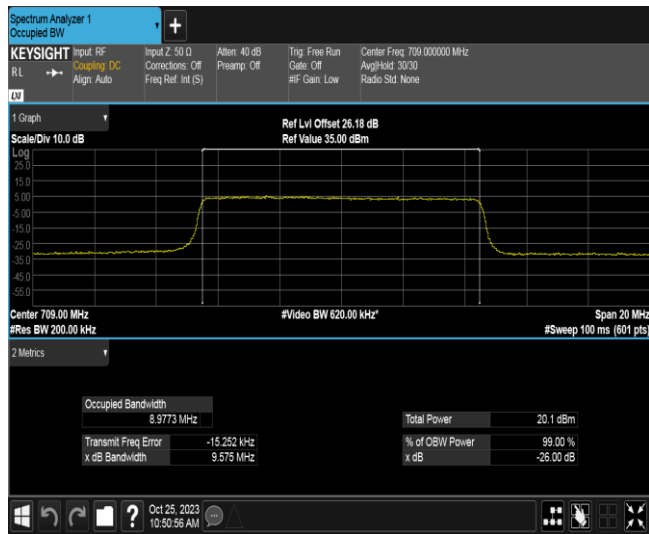 Spectrum Analyzer 1
Occupied BW
+
KEYSIGHT Input: RF Input Z: 50 Ω Atten: 40 dB Trig: Free Run Center Freq: 709.000000 MHz
RL Coupling: DC Corrections: Off Preamp: Off Gate: Off Avg|Hold: 30/30
Align: Auto Freq Ref: Int (S) #IF Gain: Low Radio Std: None
LXI
1 Graph
Ref Lvl Offset 26.18 dB
Scale/Div 10.0 dB Ref Value 35.00 dBm
Log
25.0
15.0
5.00
-5.00
-15.0
-25.0
-35.0
-45.0
-55.0
Center 709.00 MHz #Video BW 620.00 kHz* Span 20 MHz
#Res BW 200.00 kHz #Sweep 100 ms (601 pts)
2 Metrics
Occupied Bandwidth
8.9773 MHz Total Power 20.1 dBm
Transmit Freq Error -15.252 kHz % of OBW Power 99.00 %
x dB Bandwidth 9.575 MHz x dB -26.00 dB
?
Oct 25, 2023
10:50:56 AM